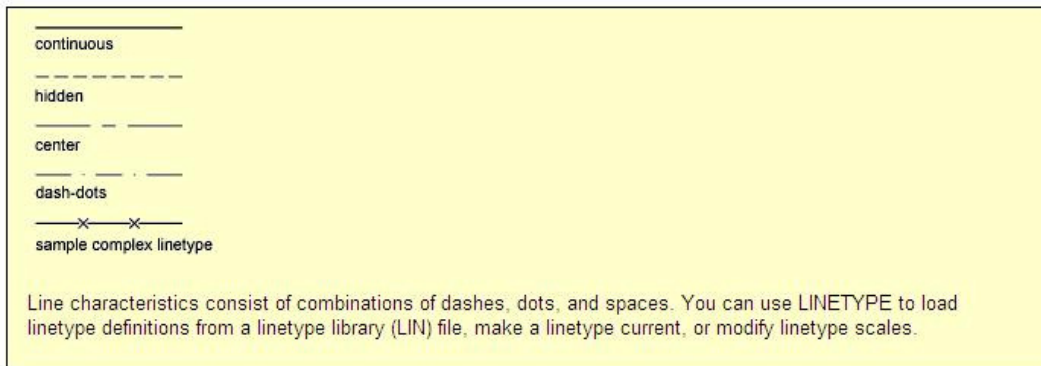 continuous
hidden
center
dash-dots
sample complex linetype
Line characteristics consist of combinations of dashes, dots, and spaces. You can use LINETYPE to load
linetype definitions from a linetype library (LIN) file, make a linetype current, or modify linetype scales.